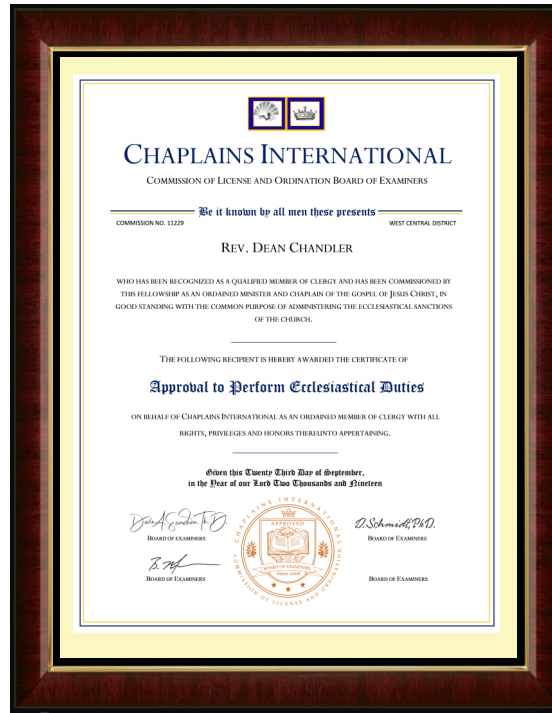 CHAPLAINS INTERNATIONAL
COMMISSION OF LICENSE AND ORDINATION BOARD OF EXAMINERS
Be it known by all men these presents
COMMISSION NO. 11229 WEST CENTRAL DISTRICT
REV. DEAN CHANDLER
WHO HAS BEEN RECOGNIZED AS A QUALIFIED MEMBER OF CLERGY AND HAS BEEN COMMISSIONED BY
THIS FELLOWSHIP AS AN ORDAINED MINISTER AND CHAPLAIN OF THE GOSPEL OF JESUS CHRIST, IN
GOOD STANDING WITH THE COMMON PURPOSE OF ADMINISTERING THE ECCLESIASTICAL SANCTIONS
OF THE CHURCH.
THE FOLLOWING RECIPIENT IS HEREBY AWARDED THE CERTIFICATE OF
Approval to Perform Ecclesiastical Duties
ON BEHALF OF CHAPLAINS INTERNATIONAL AS AN ORDAINED MEMBER OF CLERGY WITH ALL
RIGHTS, PRIVILEGES AND HONORS THEREUNTO APPERTAINING.
Given this Twenty Third Day of September,
in the Year of our Lord Two Thousands and Nineteen
CHAPLAINS INTERNATIONAL
COMMISSION OF LICENSE AND ORDINATION
APPROVED
BOARD OF EXAMINERS
D. Schmidt, Ph.D.
BOARD OF EXAMINERS
BOARD OF EXAMINERS
BOARD OF EXAMINERS
BOARD OF EXAMINERS